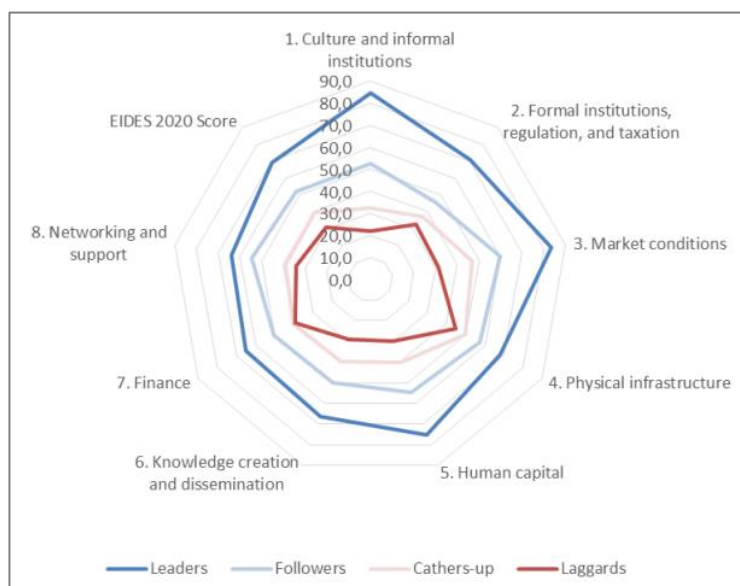 1. Culture and informal
institutions
90,0
80,0
70,0
60,0
50,0
40,0
30,0
20,0
10,0
0,0
2. Formal institutions,
regulation, and taxation
3. Market conditions
4. Physical infrastructure
5. Human capital
6. Knowledge creation
and dissemination
7. Finance
8. Networking and
support
EIDES 2020 Score
Leaders
Followers
Cathers-up
Laggards